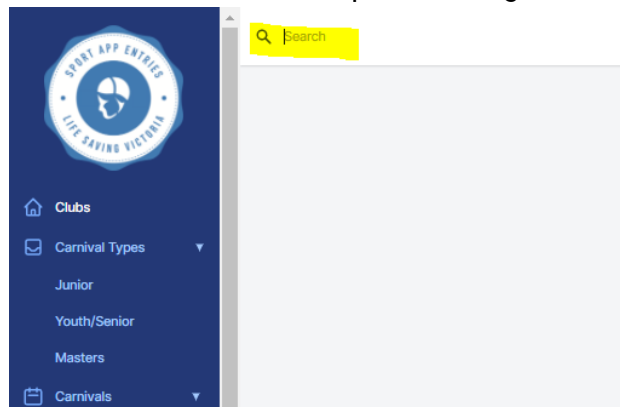 Search
SPORT APP ENTRIES
LIFE SAVING VICTORIA
Clubs
Carnival Types ▼
Junior
Youth/Senior
Masters
Carnivals ▼